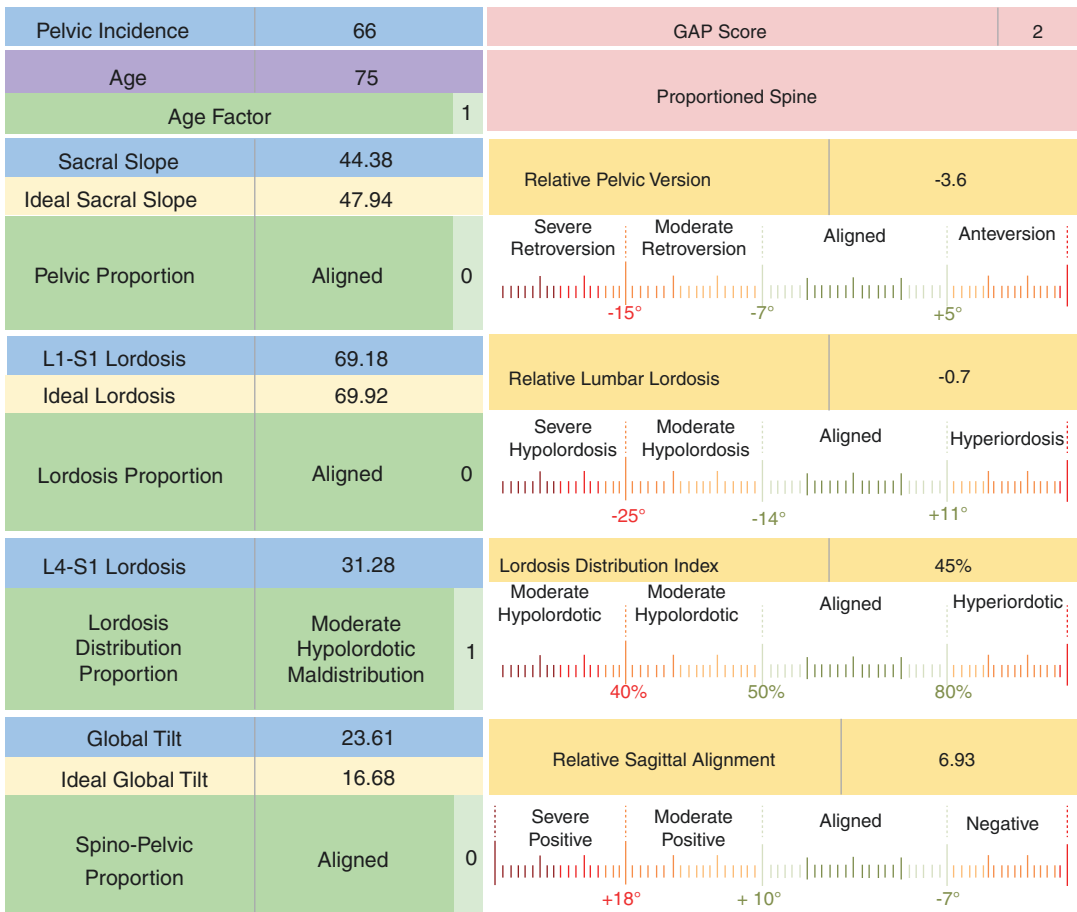 Pelvic Incidence 66
GAP Score 2
Age 75
Age Factor 1
Proportioned Spine
Sacral Slope 44.38
Ideal Sacral Slope 47.94
Relative Pelvic Version -3.6
Pelvic Proportion Aligned 0
Severe Moderate Aligned Anteversion
Retroversion Retroversion
-15° -7° +5°
L1-S1 Lordosis 69.18
Ideal Lordosis 69.92
Relative Lumbar Lordosis -0.7
Lordosis Proportion Aligned 0
Severe Moderate Aligned Hyperiordosis
Hypolordosis Hypolordosis
-25° -14° +11°
L4-S1 Lordosis 31.28
Lordosis Distribution Index 45%
Lordosis Moderate
Distribution Hypolordotic 1
Proportion Maldistribution
Moderate Moderate Aligned Hyperiordotic
Hypolordotic Hypolordotic
40% 50% 80%
Global Tilt 23.61
Ideal Global Tilt 16.68
Relative Sagittal Alignment 6.93
Spino-Pelvic Aligned 0
Proportion
Severe Moderate Aligned Negative
Positive Positive
+18° + 10° -7°